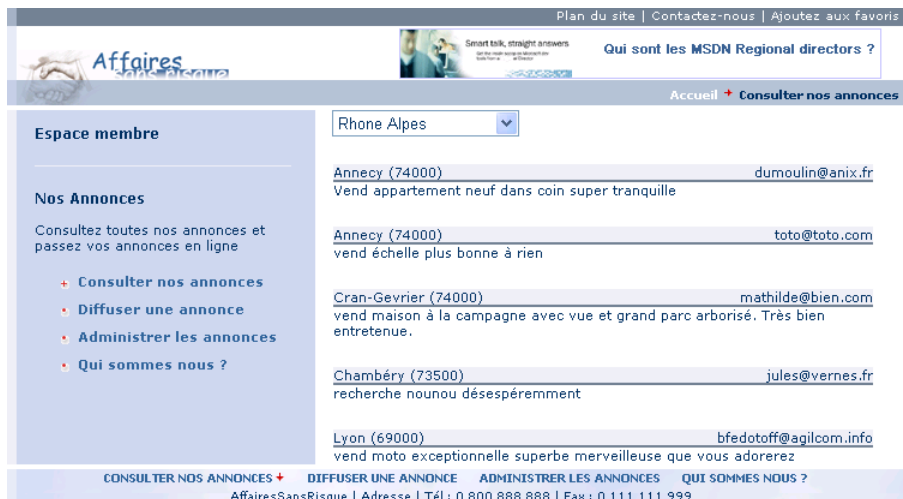 Plan du site | Contactez-nous | Ajoutez aux favoris
Affaires
sans risque
Smart talk, straight answers
Qui sont les MSDN Regional directors ?
Accueil Consulter nos annonces
Espace membre
Rhone Alpes
Annecy (74000) dumoulin@anix.fr
Vend appartement neuf dans coin super tranquille
Nos Annonces
Consultez toutes nos annonces et
passez vos annonces en ligne
Consulter nos annonces
Diffuser une annonce
Administrer les annonces
Qui sommes nous ?
Annecy (74000) toto@toto.com
vend échelle plus bonne à rien
Cran-Gevrier (74000) mathilde@bien.com
vend maison à la campagne avec vue et grand parc arborisé. Très bien
entretenue.
Chambéry (73500) jules@vernes.fr
recherche nounou désespéremment
Lyon (69000) bfedotoff@agilcom.info
vend moto exceptionnelle superbe merveilleuse que vous adorerez
CONSULTER NOS ANNONCES DIFFUSER UNE ANNONCE ADMINISTRER LES ANNONCES QUI SOMMES NOUS ?
AffairesSansRisque | Adresse | Tél : 0 800 888 888 | Fax : 0 111 111 999